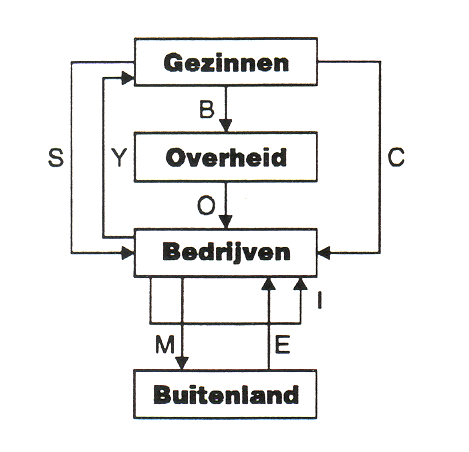 Gezinnen
B
S
Y
Overheid
C
O
Bedrijven
I
M
E
Buitenland